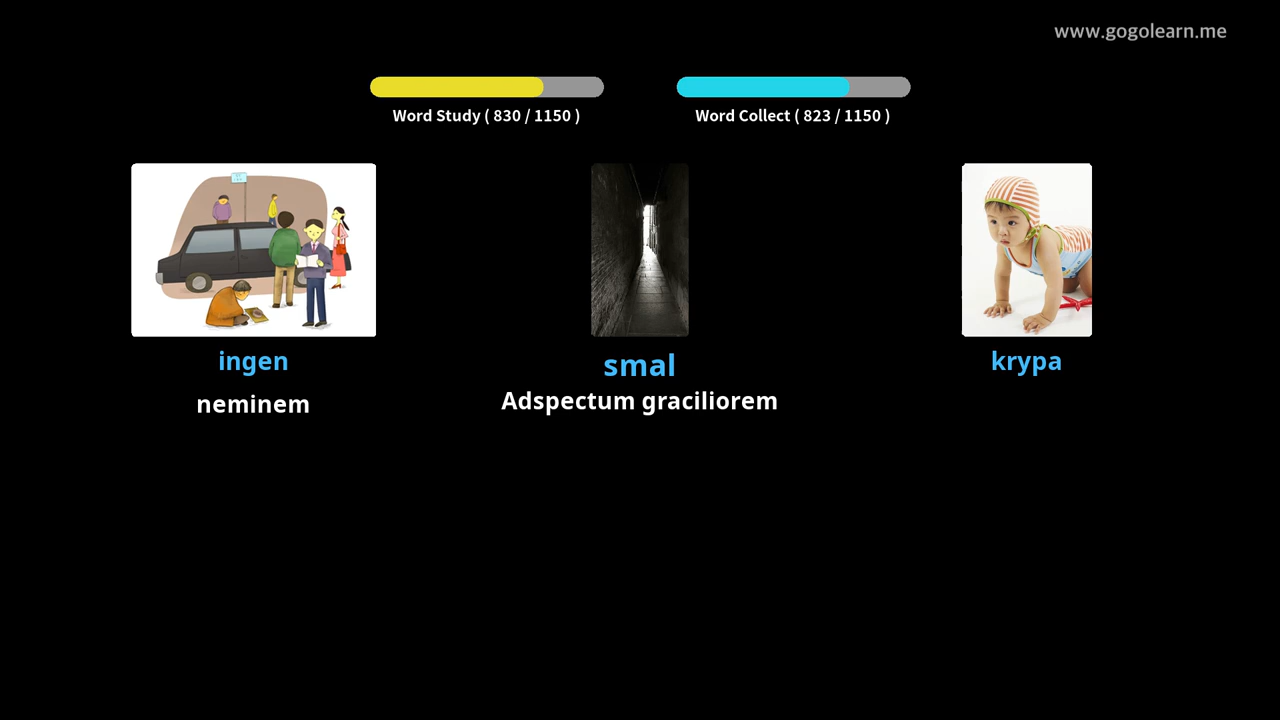 www.gogolearn.me
Word Study ( 830 / 1150 )
Word Collect ( 823 / 1150 )
ingen
smal
krypa
neminem
Adspectum graciliorem